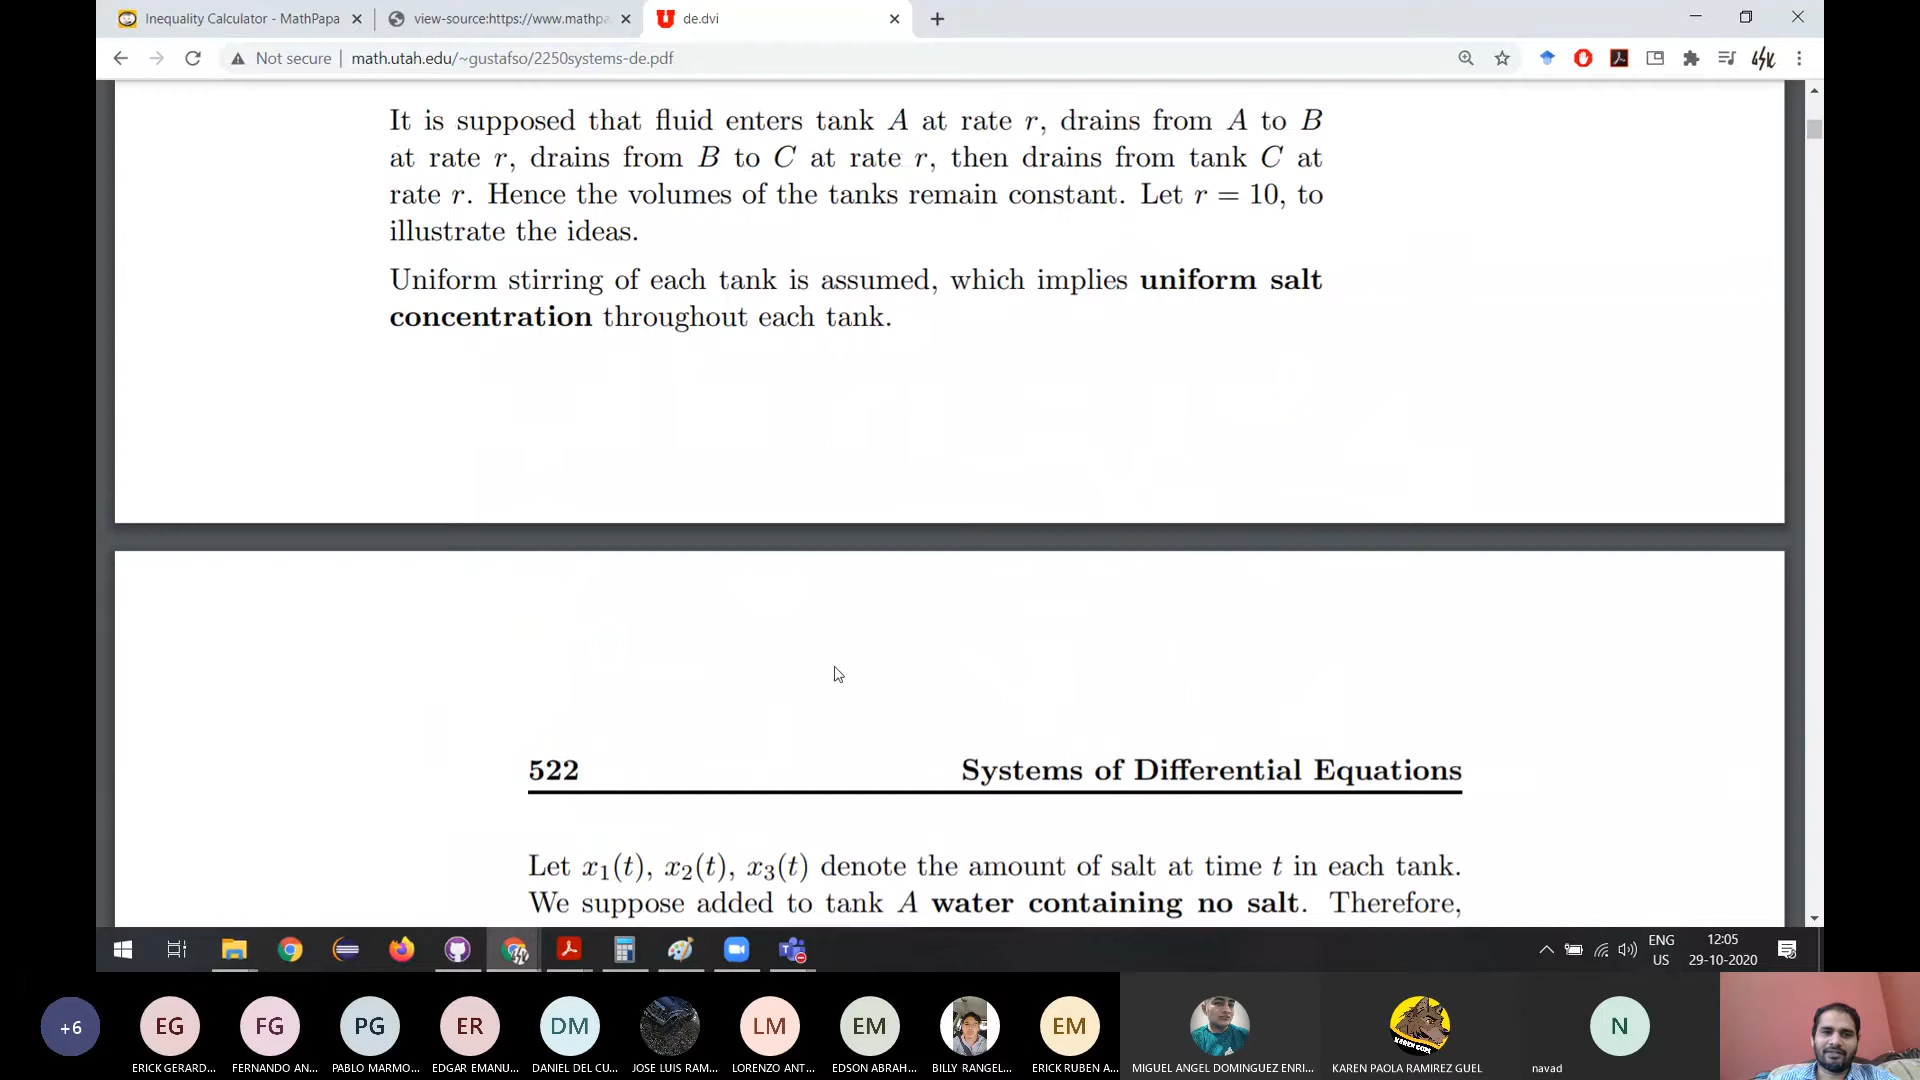 Inequality Calculator - MathPapa
view-source:https://www.mathpa
de.dvi
Not secure | math.utah.edu/~gustafso/2250systems-de.pdf
It is supposed that fluid enters tank A at rate r, drains from A to B
at rate r, drains from B to C at rate r, then drains from tank C at
rate r. Hence the volumes of the tanks remain constant. Let r = 10, to
illustrate the ideas.
Uniform stirring of each tank is assumed, which implies uniform salt
concentration throughout each tank.
522 Systems of Differential Equations
Let x₁(t), x₂(t), x₃(t) denote the amount of salt at time t in each tank.
We suppose added to tank A water containing no salt. Therefore,
ENG
US
12:05
29-10-2020
+6
EG
FG
PG
ER
DM
LM
EM
EM
N
ERICK GERARD...
FERNANDO AN...
PABLO MARMO...
EDGAR EMANU...
DANIEL DEL CU...
JOSE LUIS RAM...
LORENZO ANT...
EDSON ABRAH...
BILLY RANGEL...
ERICK RUBEN A...
MIGUEL ANGEL DOMINGUEZ ENRI...
KAREN PAOLA RAMIREZ GUEL
navad